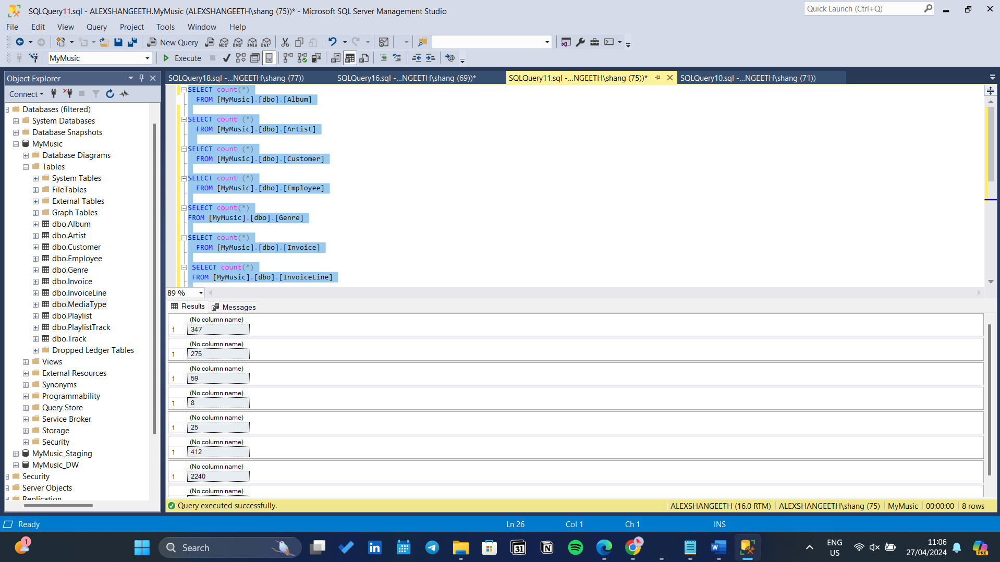 SQLQuery11.sql - ALEXSHANGEETH.MyMusic (ALEXSHANGEETH\shang (75))* - Microsoft SQL Server Management Studio
Quick Launch (Ctrl+Q)
File Edit View Query Project Tools Window Help
New Query MDX DMX XMLA DAX
MyMusic Execute
Object Explorer
Connect
Databases (filtered)
System Databases
Database Snapshots
MyMusic
Database Diagrams
Tables
System Tables
FileTables
External Tables
Graph Tables
dbo.Album
dbo.Artist
dbo.Customer
dbo.Employee
dbo.Genre
dbo.Invoice
dbo.InvoiceLine
dbo.MediaType
dbo.Playlist
dbo.PlaylistTrack
dbo.Track
Dropped Ledger Tables
Views
External Resources
Synonyms
Programmability
Query Store
Service Broker
Storage
Security
MyMusic_Staging
MyMusic_DW
Security
Server Objects
Replication
SQLQuery18.sql -...NGEETH\shang (77)) SQLQuery16.sql -...NGEETH\shang (69))* SQLQuery11.sql -...NGEETH\shang (75))* SQLQuery10.sql -...NGEETH\shang (71))
SELECT count(*)
FROM [MyMusic].[dbo].[Album]
SELECT count (*)
FROM [MyMusic].[dbo].[Artist]
SELECT count (*)
FROM [MyMusic].[dbo].[Customer]
SELECT count (*)
FROM [MyMusic].[dbo].[Employee]
SELECT count(*)
FROM [MyMusic].[dbo].[Genre]
SELECT count(*)
FROM [MyMusic].[dbo].[Invoice]
SELECT count(*)
FROM [MyMusic].[dbo].[InvoiceLine]
89 %
Results Messages
(No column name)
1 347
(No column name)
1 275
(No column name)
1 59
(No column name)
1 8
(No column name)
1 25
(No column name)
1 412
(No column name)
1 2240
(No column name)
Query executed successfully. ALEXSHANGEETH (16.0 RTM) ALEXSHANGEETH\shang (75) MyMusic 00:00:00 8 rows
Ready Ln 26 Col 1 Ch 1 INS
1
Search
31
ENG
US
11:06
27/04/2024
PRE